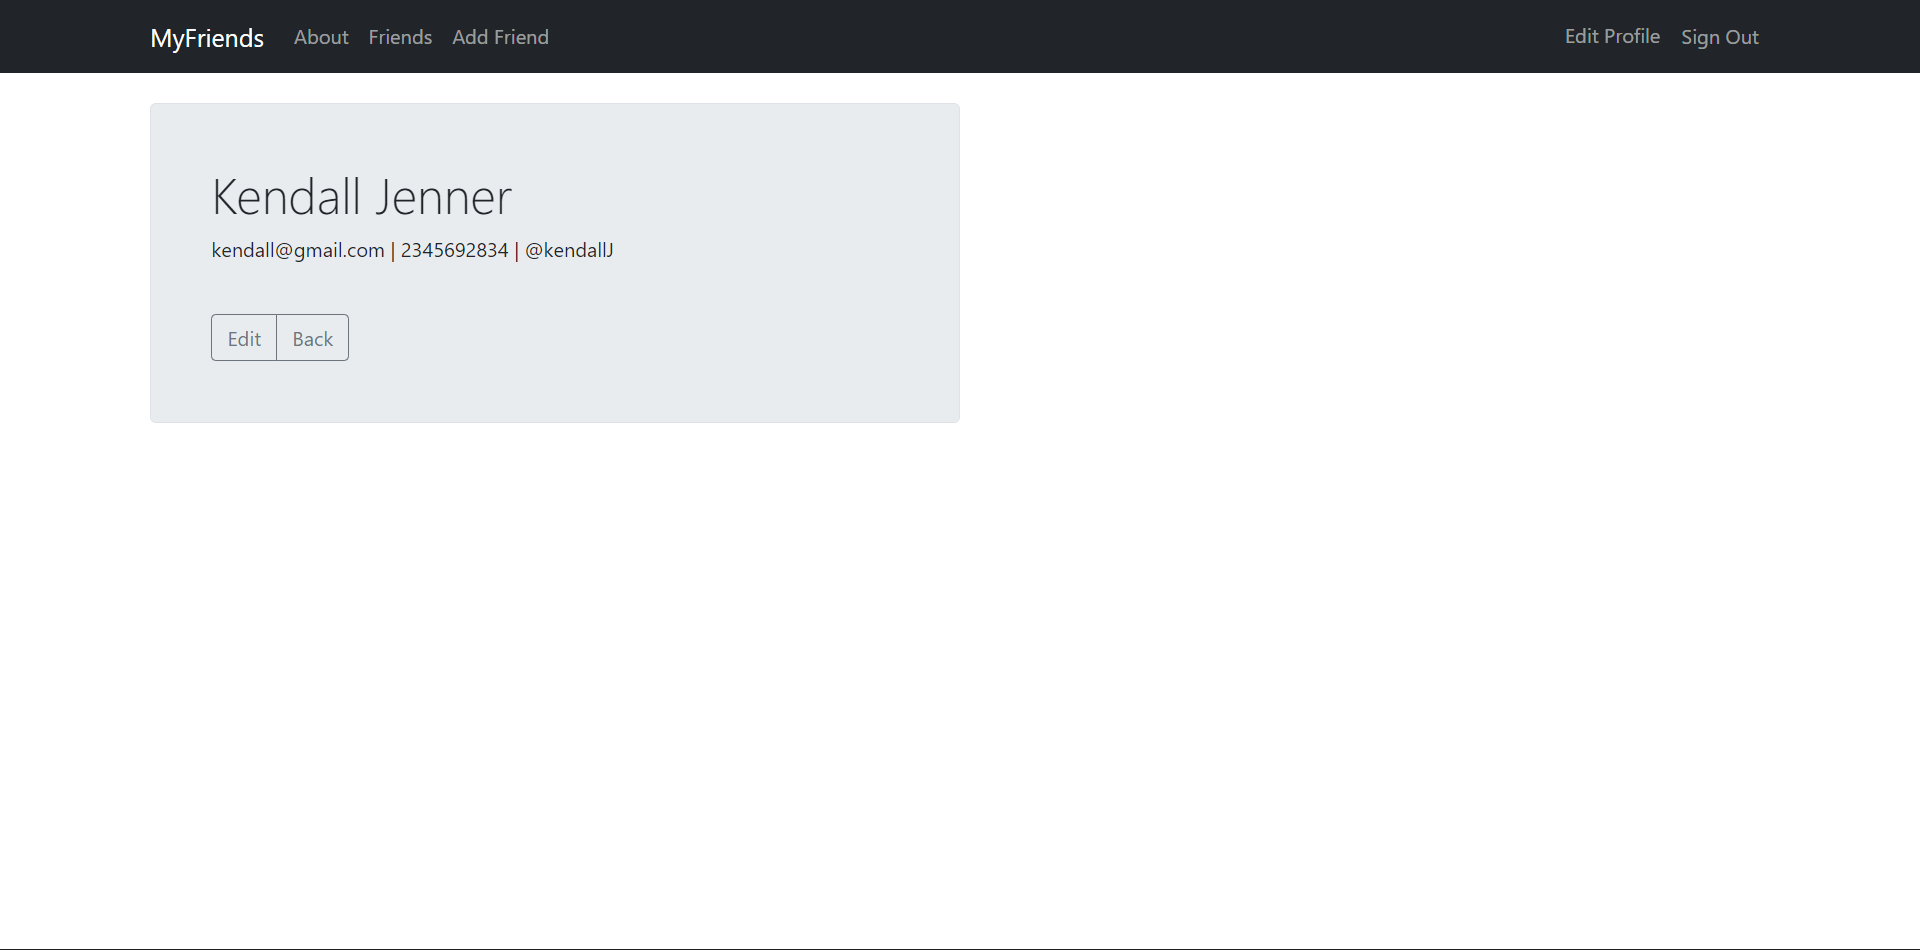 MyFriends About Friends Add Friend Edit Profile Sign Out
Kendall Jenner
kendall@gmail.com | 2345692834 | @kendallJ
Edit Back